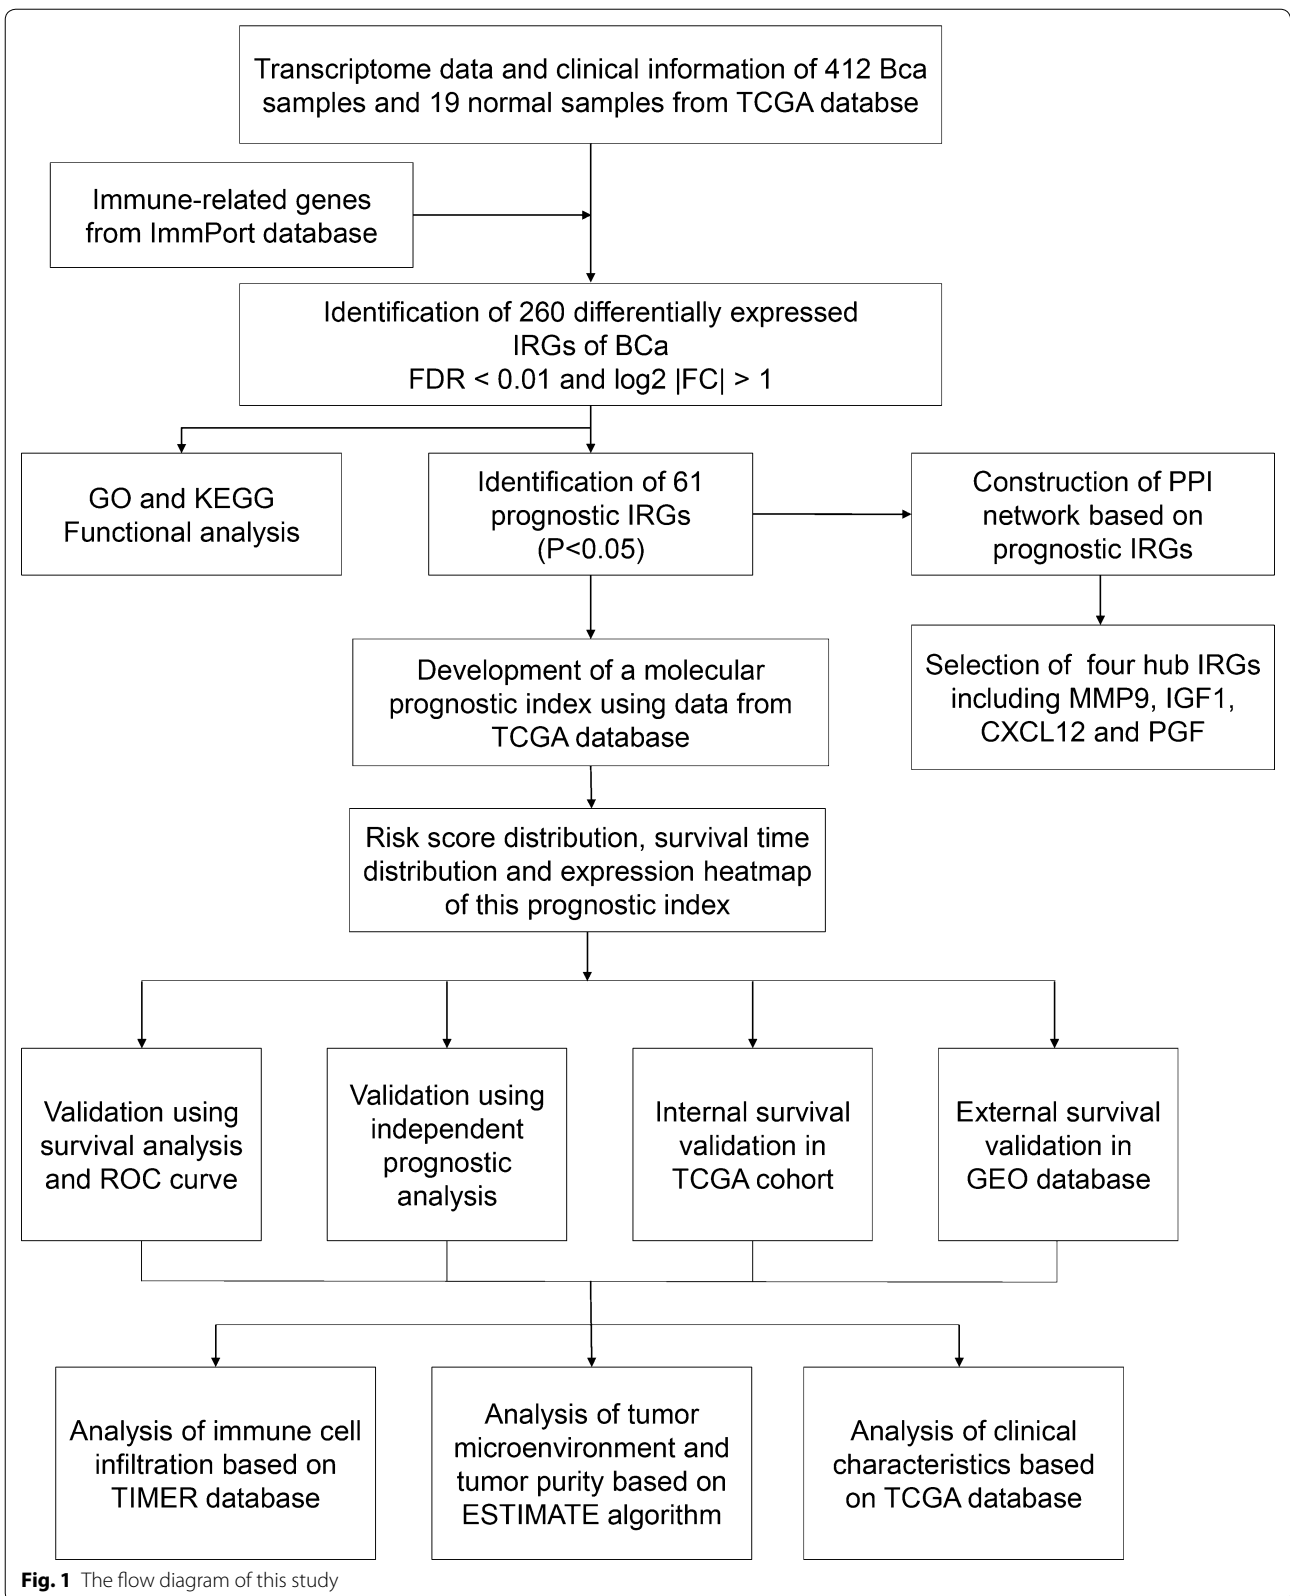 Transcriptome data and clinical information of 412 Bca
samples and 19 normal samples from TCGA databse
Immune-related genes
from ImmPort database
Identification of 260 differentially expressed
IRGs of BCa
FDR < 0.01 and log2 |FC| > 1
GO and KEGG
Functional analysis
Identification of 61
prognostic IRGs
(P<0.05)
Construction of PPI
network based on
prognostic IRGs
Selection of  four hub IRGs
including MMP9, IGF1,
CXCL12 and PGF
Development of a molecular
prognostic index using data from
TCGA database
Risk score distribution, survival time
distribution and expression heatmap
of this prognostic index
Validation using
survival analysis
and ROC curve
Validation using
independent
prognostic
analysis
Internal survival
validation in
TCGA cohort
External survival
validation in
GEO database
Analysis of immune cell
infiltration based on
TIMER database
Analysis of tumor
microenvironment and
tumor purity based on
ESTIMATE algorithm
Analysis of clinical
characteristics based
on TCGA database
Fig. 1 The flow diagram of this study